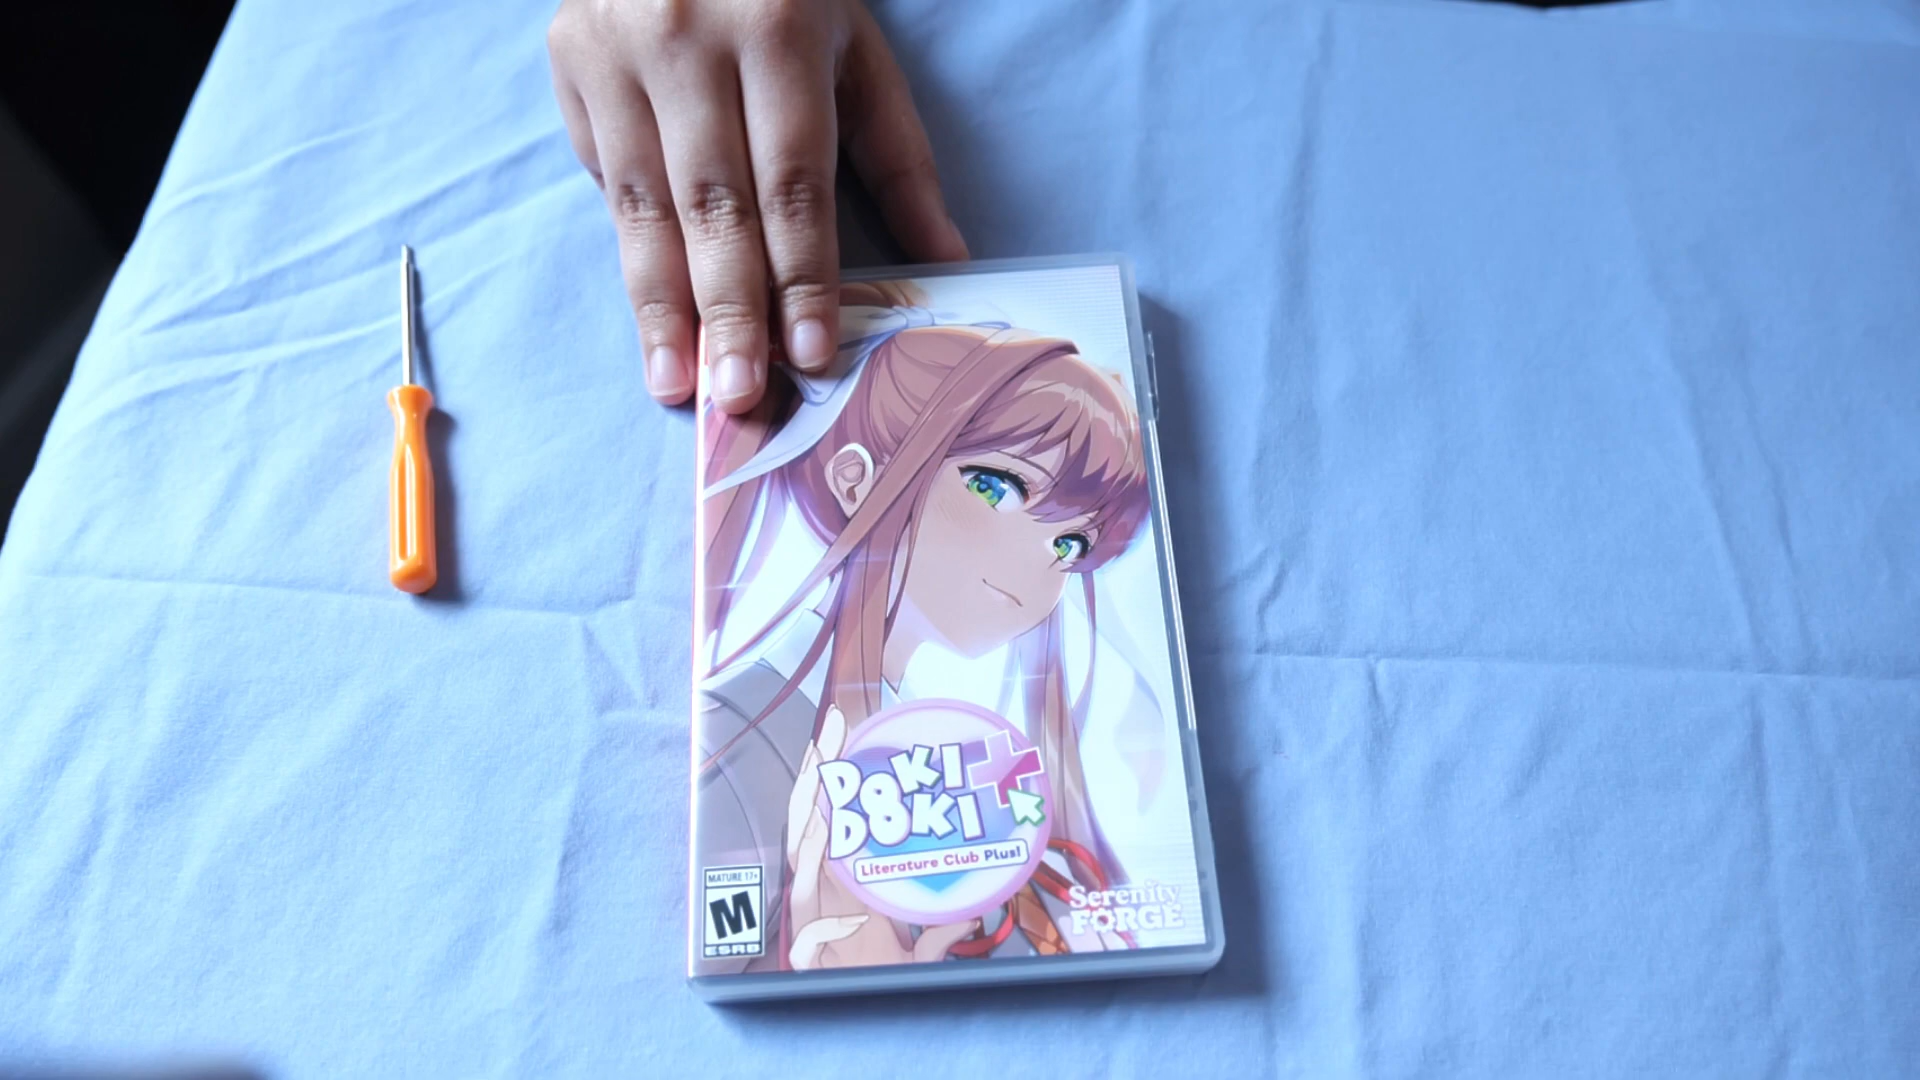 DOKI
DOKI
Literature Club Plus!
MATURE 17+
M
ESRB
Serenity
FORGE